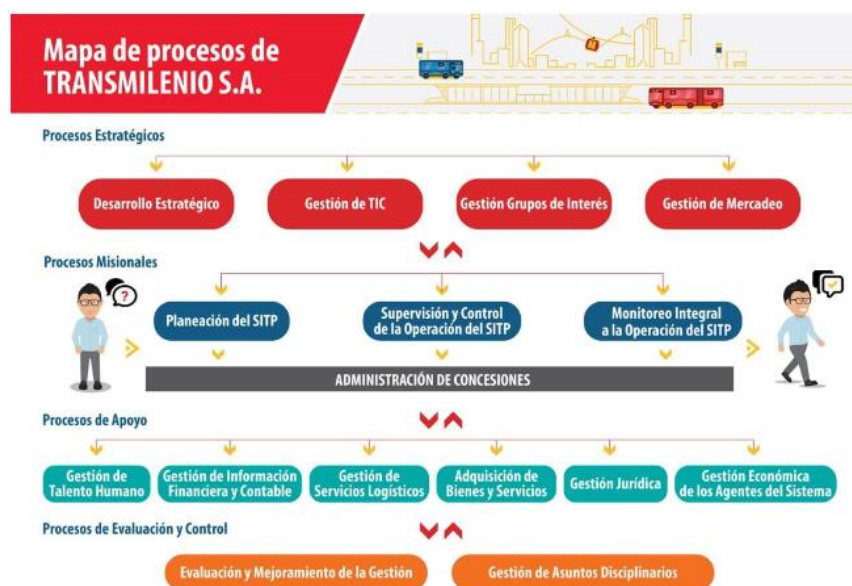 Mapa de procesos de
TRANSMILENIO S.A.
Procesos Estratégicos
Desarrollo Estratégico
Gestión de TIC
Gestión Grupos de Interés
Gestión de Mercadeo
Procesos Misionales
?
Planeación del SITP
Supervisión y Control
de la Operación del SITP
Monitoreo Integral
a la Operación del SITP
ADMINISTRACIÓN DE CONCESIONES
Procesos de Apoyo
Gestión de
Talento Humano
Gestión de Información
Financiera y Contable
Gestión de
Servicios Logísticos
Adquisición de
Bienes y Servicios
Gestión Jurídica
Gestión Económica
de los Agentes del Sistema
Procesos de Evaluación y Control
Evaluación y Mejoramiento de la Gestión
Gestión de Asuntos Disciplinarios